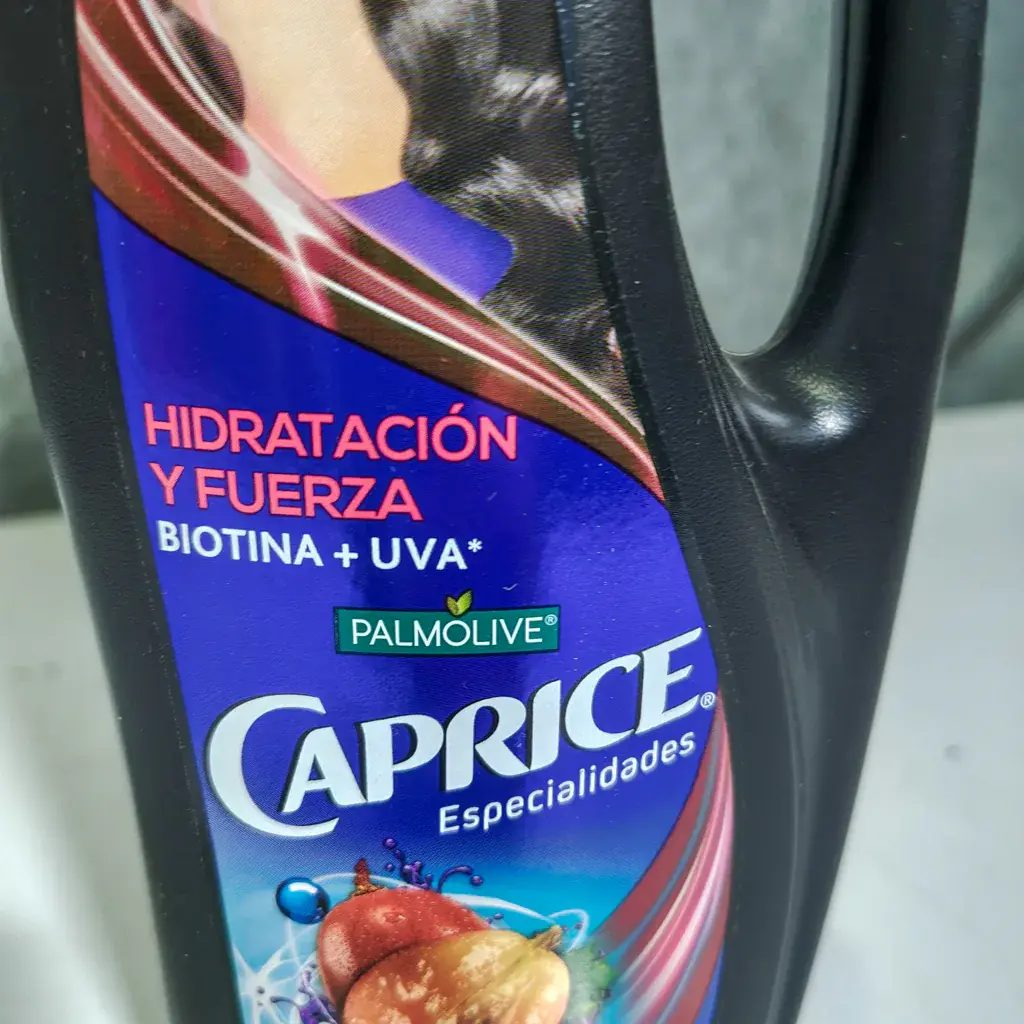 HIDRATACIÓN
Y FUERZA
BIOTINA + UVA*
PALMOLIVE®
CAPRICE®
Especialidades